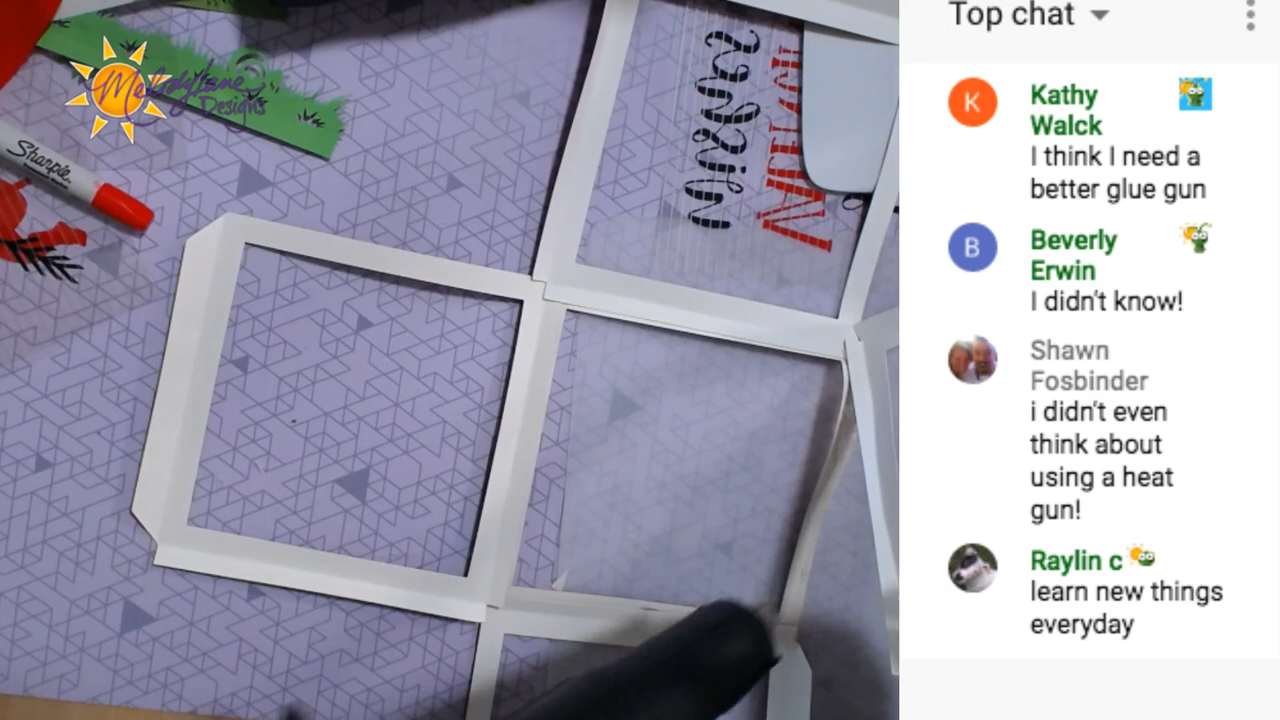 MelodyLane
Designs
Sharpie
Top chat
K
Kathy
Walck
I think I need a
better glue gun
B
Beverly
Erwin
I didn't know!
Shawn
Fosbinder
i didn't even
think about
using a heat
gun!
Raylin c
learn new things
everyday